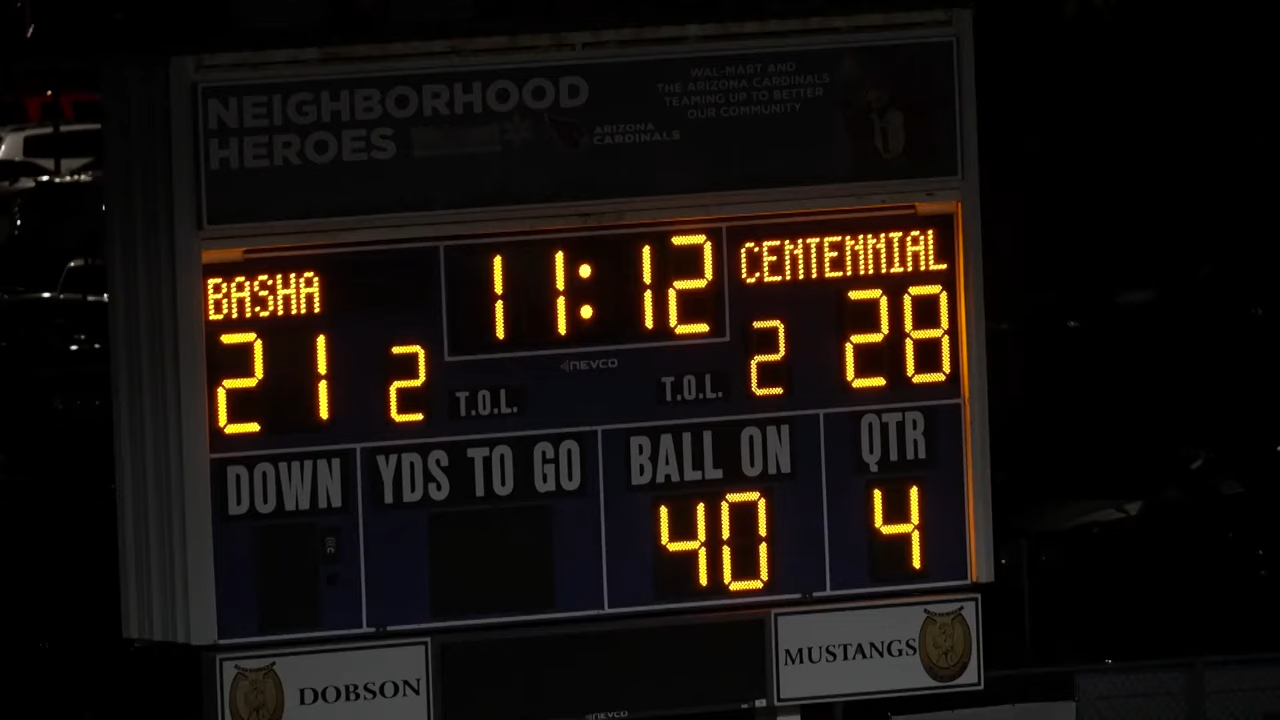 NEIGHBORHOOD
HEROES
ARIZONA
CARDINALS
WAL-MART AND
THE ARIZONA CARDINALS
TEAMING UP TO BETTER
OUR COMMUNITY
BASHA
11:12
CENTENNIAL
21
2
T.O.L.
NEVCO
T.O.L.
2
28
DOWN
YDS TO GO
BALL ON
QTR
40
4
DOBSON
MUSTANGS
NEVCO